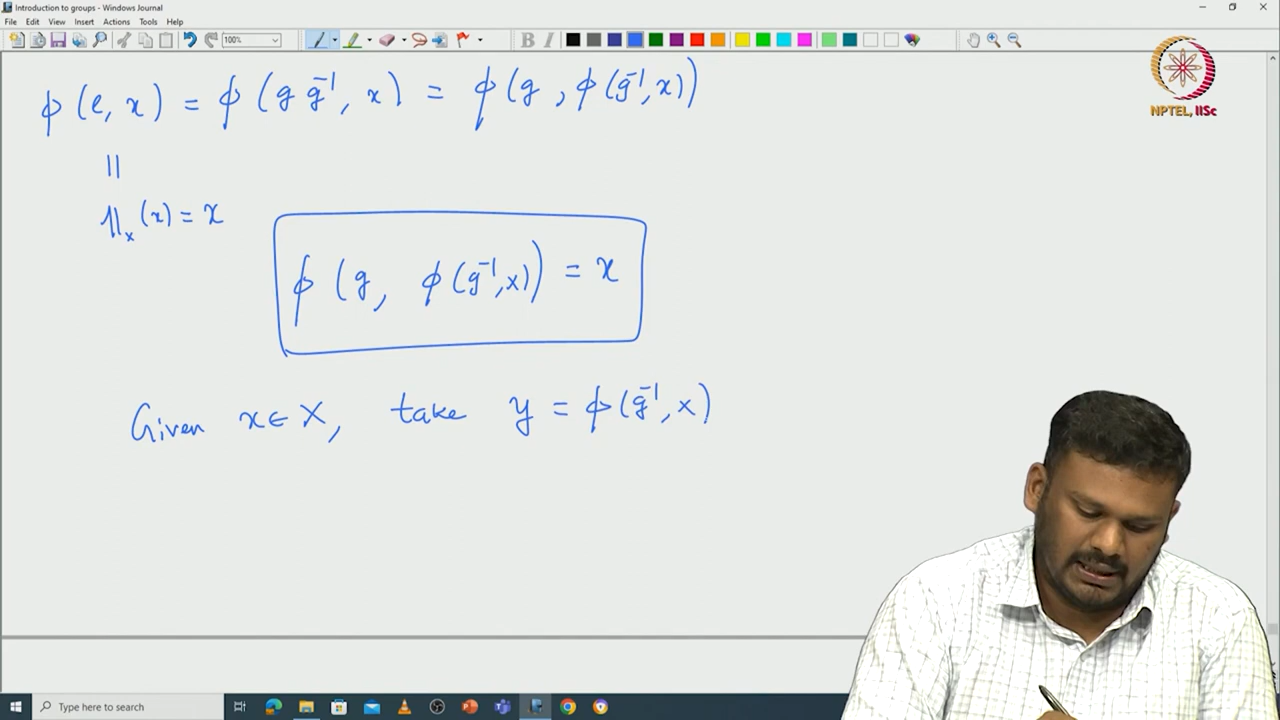 Introduction to groups - Windows Journal
File Edit View Insert Actions Tools Help
100%
B I
NPTEL, IISc
ϕ (e, x) = ϕ (g g⁻¹, x) = ϕ (g, ϕ (g⁻¹, x))
||
𝟙ₓ (x) = x
ϕ (g, ϕ (g⁻¹, x)) = x
Given x ∈ X, take y = ϕ (g⁻¹, x)
Type here to search